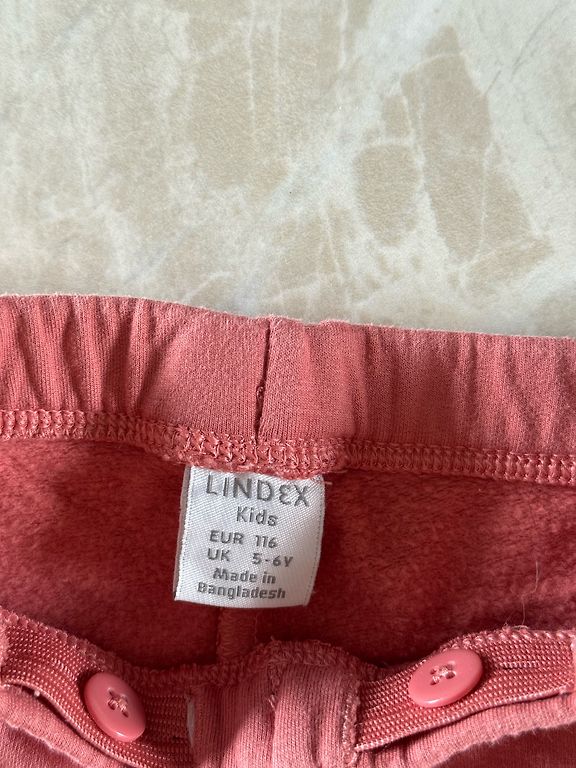 LINDEX
Kids
EUR 116
UK 5-6Y
Made in
Bangladesh